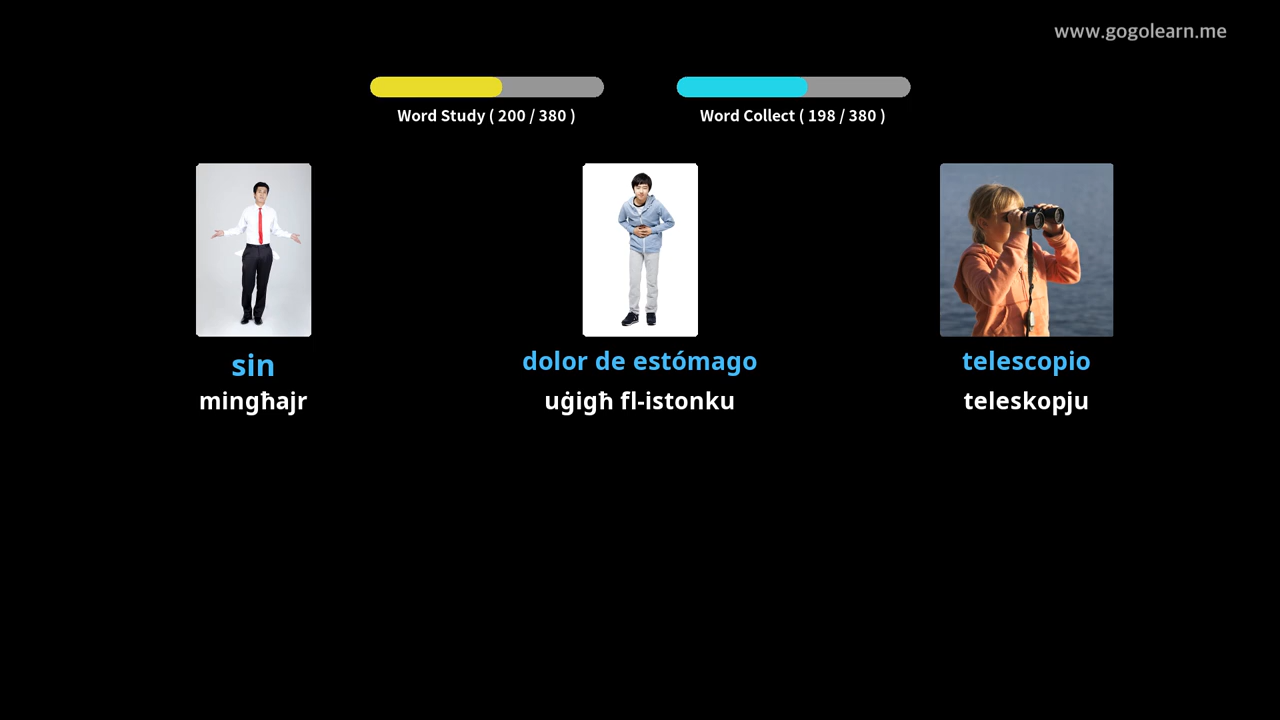 www.gogolearn.me
Word Study ( 200 / 380 )
Word Collect ( 198 / 380 )
sin
mingħajr
dolor de estómago
uġigħ fl-istonku
telescopio
teleskopju